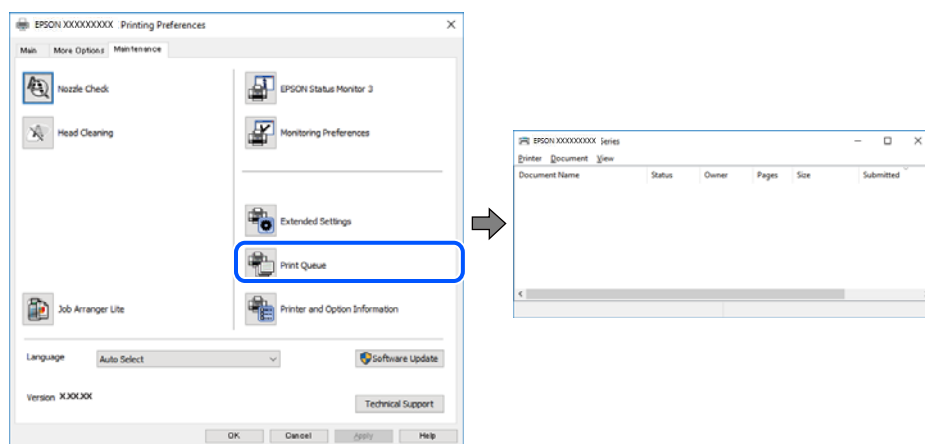 EPSON XXXXXXXXX Printing Preferences
Main More Options Maintenance
Nozzle Check
EPSON Status Monitor 3
Head Cleaning
Monitoring Preferences
Extended Settings
Print Queue
Job Arranger Lite
Printer and Option Information
Language
Auto Select
Software Update
Version X.XX.XX
Technical Support
OK Cancel Apply Help
EPSON XXXXXXXXX Series
Printer Document View
Document Name Status Owner Pages Size Submitted